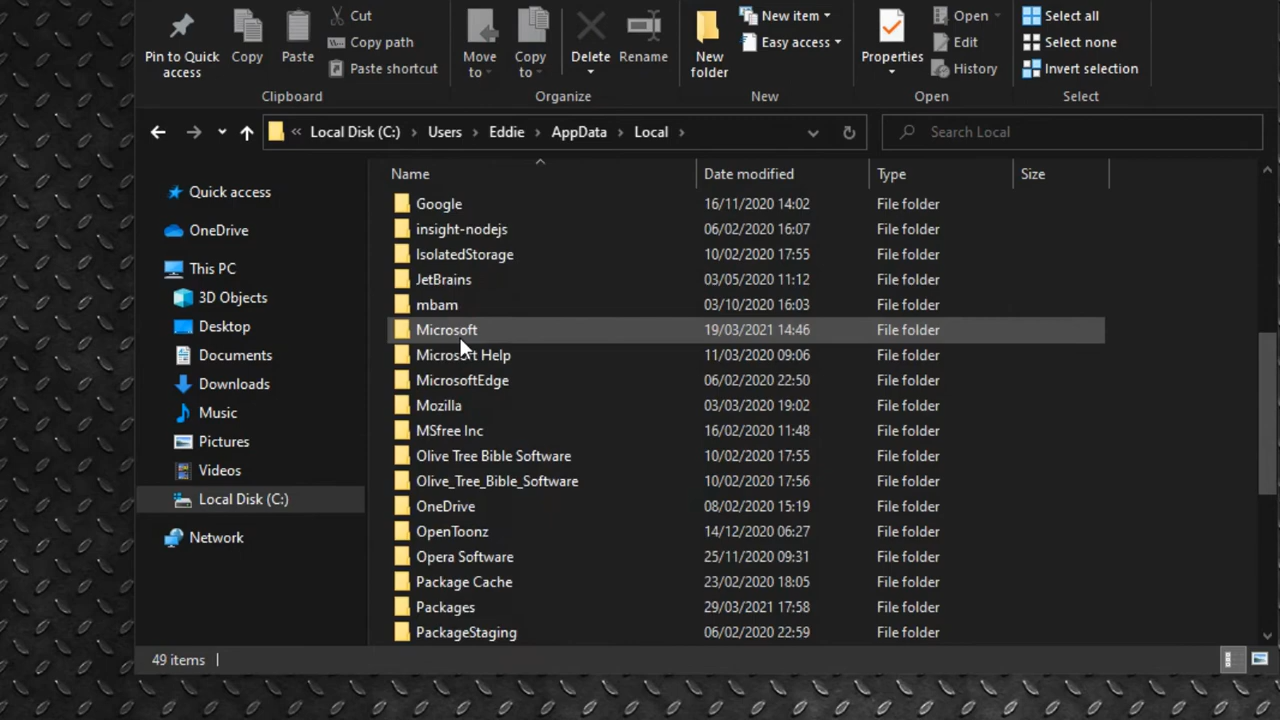 Pin to Quick access
Copy
Paste
Cut
Copy path
Paste shortcut
Clipboard
Move to
Copy to
Delete
Rename
Organize
New folder
New item
Easy access
New
Properties
Open
Edit
History
Open
Select all
Select none
Invert selection
Select
« Local Disk (C:) > Users > Eddie > AppData > Local >
Search Local
Quick access
OneDrive
This PC
3D Objects
Desktop
Documents
Downloads
Music
Pictures
Videos
Local Disk (C:)
Network
Name Date modified Type Size
Google 16/11/2020 14:02 File folder
insight-nodejs 06/02/2020 16:07 File folder
IsolatedStorage 10/02/2020 17:55 File folder
JetBrains 03/05/2020 11:12 File folder
mbam 03/10/2020 16:03 File folder
Microsoft 19/03/2021 14:46 File folder
Microsoft Help 11/03/2020 09:06 File folder
MicrosoftEdge 06/02/2020 22:50 File folder
Mozilla 03/03/2020 19:02 File folder
MSfree Inc 16/02/2020 11:48 File folder
Olive Tree Bible Software 10/02/2020 17:55 File folder
Olive_Tree_Bible_Software 10/02/2020 17:56 File folder
OneDrive 08/02/2020 15:19 File folder
OpenToonz 14/12/2020 06:27 File folder
Opera Software 25/11/2020 09:31 File folder
Package Cache 23/02/2020 18:05 File folder
Packages 29/03/2021 17:58 File folder
PackageStaging 06/02/2020 22:59 File folder
49 items